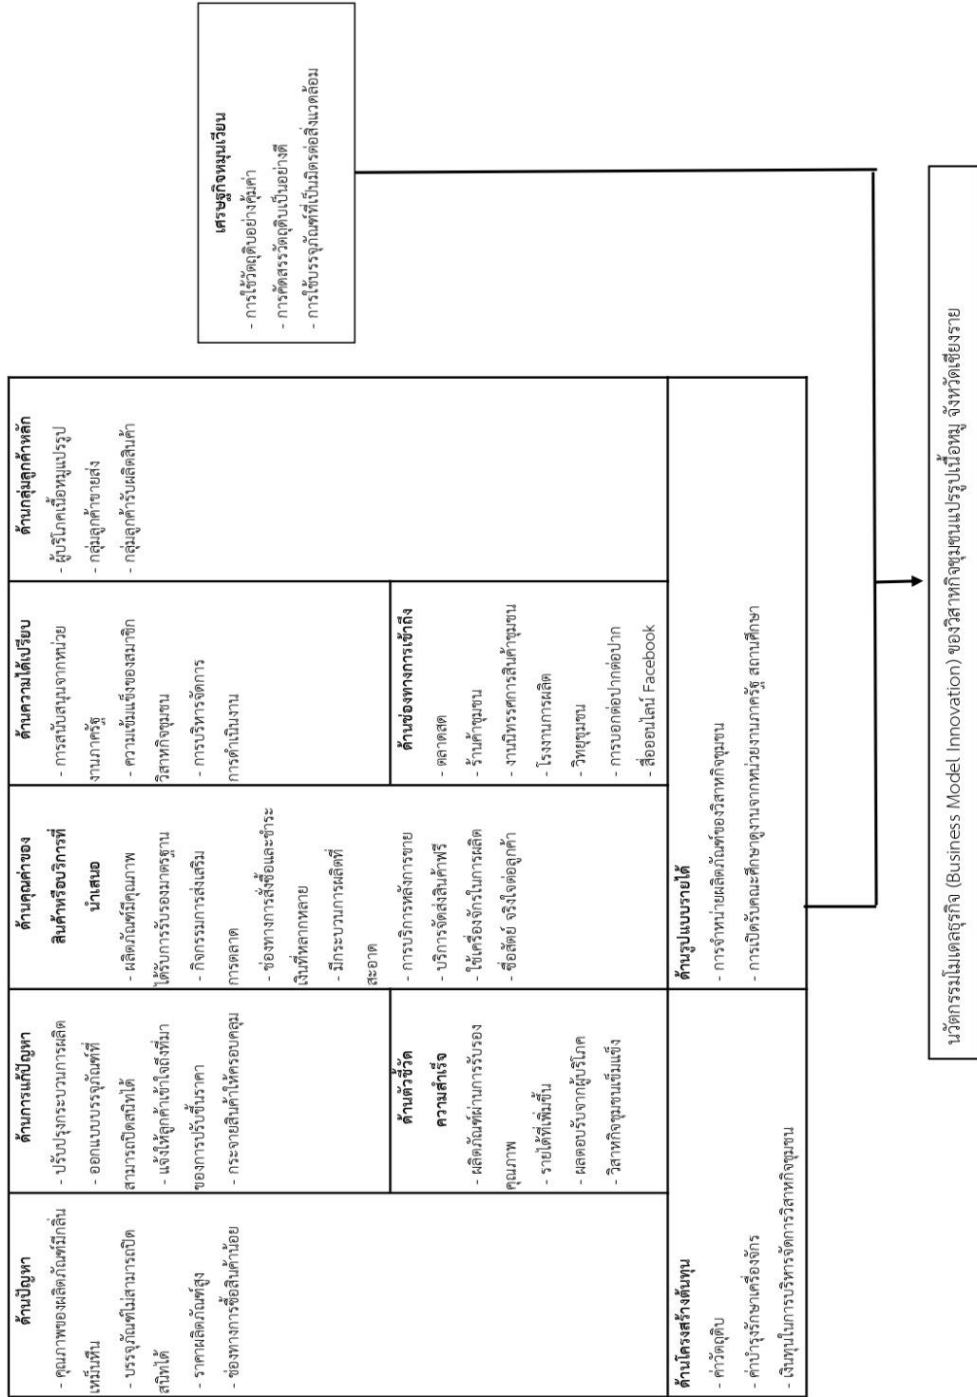 ด้านปัญหา
- คุณภาพของผลิตภัณฑ์มีกลิ่น
เหม็นหืน
- บรรจุภัณฑ์ไม่สามารถปิด
สนิทได้
- ราคาผลิตภัณฑ์สูง
- ช่องทางการซื้อสินค้าน้อย
ด้านการแก้ปัญหา
- ปรับปรุงกระบวนการผลิต
- ออกแบบบรรจุภัณฑ์ที่
สามารถปิดสนิทได้
- แจ้งให้ลูกค้าเข้าใจถึงที่มา
ของการปรับขึ้นราคา
- กระจายสินค้าให้ครอบคลุม
ด้านตัวชี้วัด
ความสำเร็จ
- ผลิตภัณฑ์ผ่านการรับรอง
คุณภาพ
- รายได้ที่เพิ่มขึ้น
- ผลตอบรับจากผู้บริโภค
- วิสาหกิจชุมชนเข้มแข็ง
ด้านคุณค่าของ
สินค้าหรือบริการที่
นำเสนอ
- ผลิตภัณฑ์มีคุณภาพ
ได้รับการรับรองมาตรฐาน
- กิจกรรมการส่งเสริม
การตลาด
- ช่องทางการสั่งซื้อและชำระ
เงินที่หลากหลาย
- มีกระบวนการผลิตที่
สะอาด
- การบริการหลังการขาย
- บริการจัดส่งสินค้าฟรี
- ใช้เครื่องจักรในการผลิต
- ซื่อสัตย์ จริงใจต่อลูกค้า
ด้านความได้เปรียบ
- การสนับสนุนจากหน่วย
งานภาครัฐ
- ความเข้มแข็งของสมาชิก
วิสาหกิจชุมชน
- การบริหารจัดการ
การดำเนินงาน
ด้านช่องทางการเข้าถึง
- ตลาดสด
- ร้านค้าชุมชน
- งานนิทรรศการสินค้าชุมชน
- โรงงานการผลิต
- วิทยุชุมชน
- การบอกต่อปากต่อปาก
- สื่อออนไลน์ Facebook
ด้านกลุ่มลูกค้าหลัก
- ผู้บริโภคเนื้อหมูแปรรูป
- กลุ่มลูกค้าขายส่ง
- กลุ่มลูกค้ารับผลิตสินค้า
ด้านโครงสร้างต้นทุน
- ค่าวัตถุดิบ
- ค่าบำรุงรักษาเครื่องจักร
- เงินทุนในการบริหารจัดการวิสาหกิจชุมชน
ด้านรูปแบบรายได้
- การจำหน่ายผลิตภัณฑ์ของวิสาหกิจชุมชน
- การเปิดรับคณะศึกษาดูงานจากหน่วยงานภาครัฐ สถานศึกษา
เศรษฐกิจหมุนเวียน
- การใช้วัตถุดิบอย่างคุ้มค่า
- การคัดสรรวัตถุดิบเป็นอย่างดี
- การใช้บรรจุภัณฑ์ที่เป็นมิตรต่อสิ่งแวดล้อม
นวัตกรรมโมเดลธุรกิจ (Business Model Innovation) ของวิสาหกิจชุมชนแปรรูปเนื้อหมู จังหวัดเชียงราย